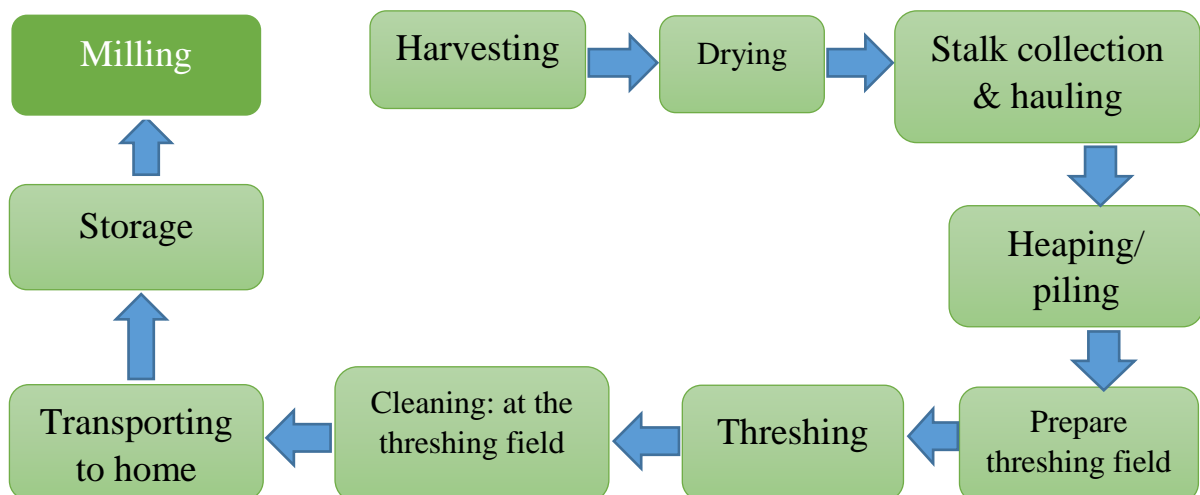 Milling
Harvesting
Drying
Stalk collection
& hauling
Storage
Heaping/
piling
Transporting
to home
Cleaning: at the
threshing field
Threshing
Prepare
threshing field